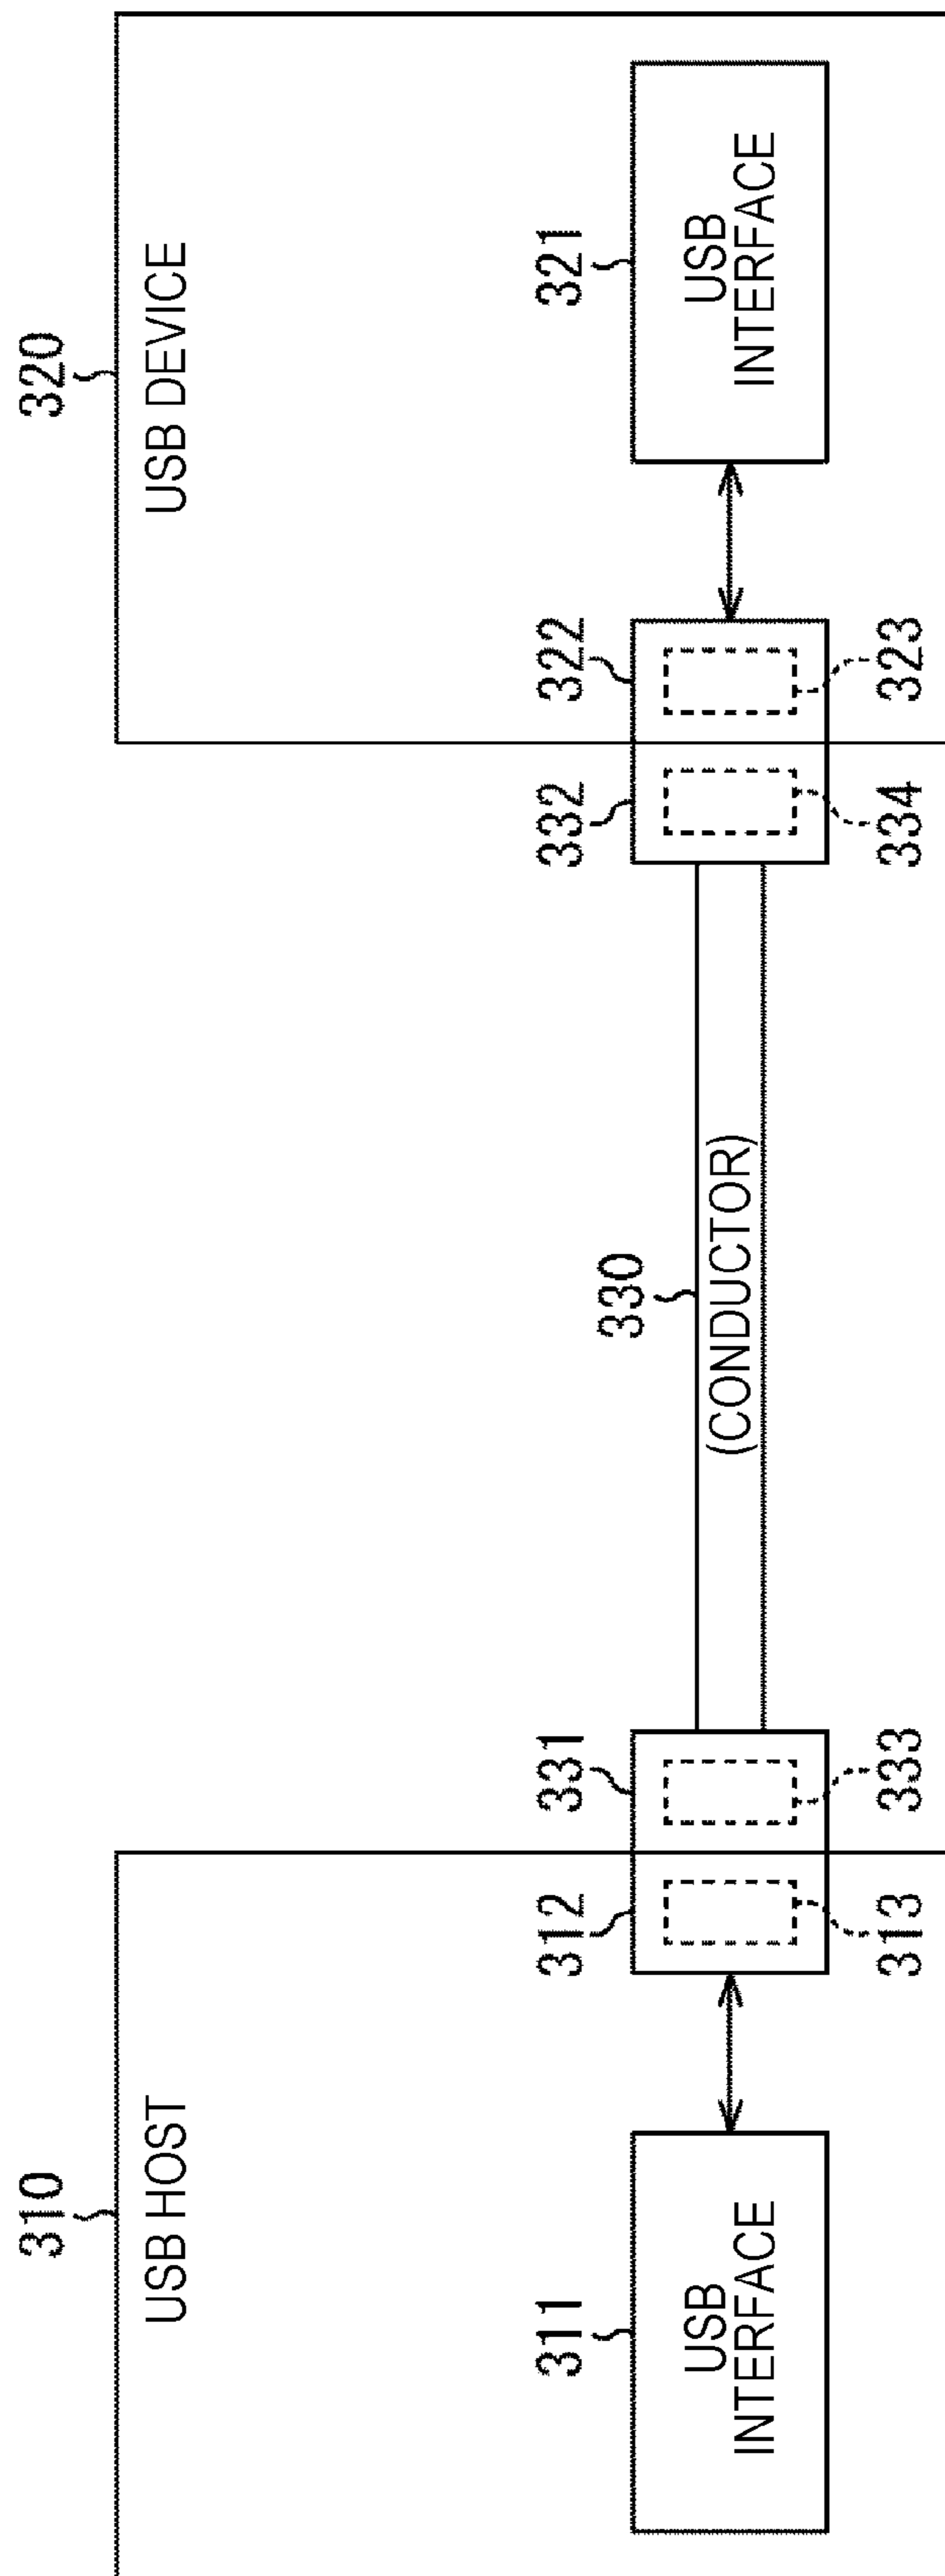 310
USB HOST
311
USB
INTERFACE
312
313
331
333
330
(CONDUCTOR)
332
334
322
323
320
USB DEVICE
321
USB
INTERFACE